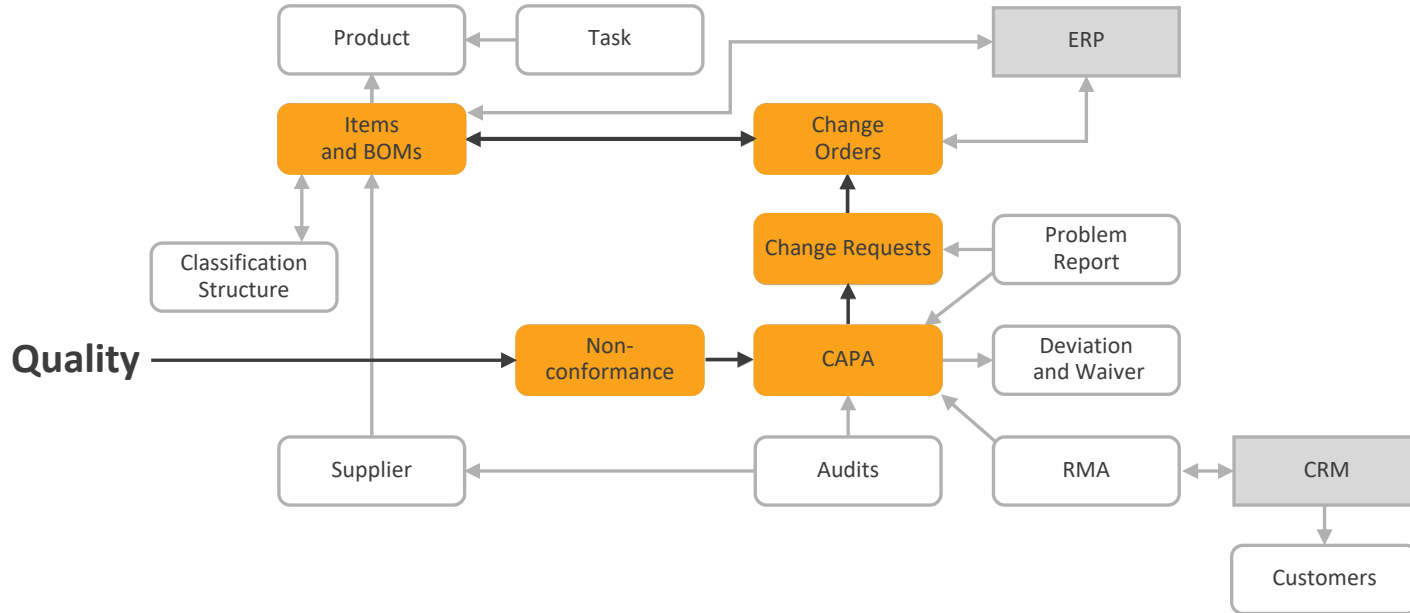 Product
Task
ERP
Items
and BOMs
Change
Orders
Classification
Structure
Change Requests
Problem
Report
Quality
Non-
conformance
CAPA
Deviation
and Waiver
Supplier
Audits
RMA
CRM
Customers